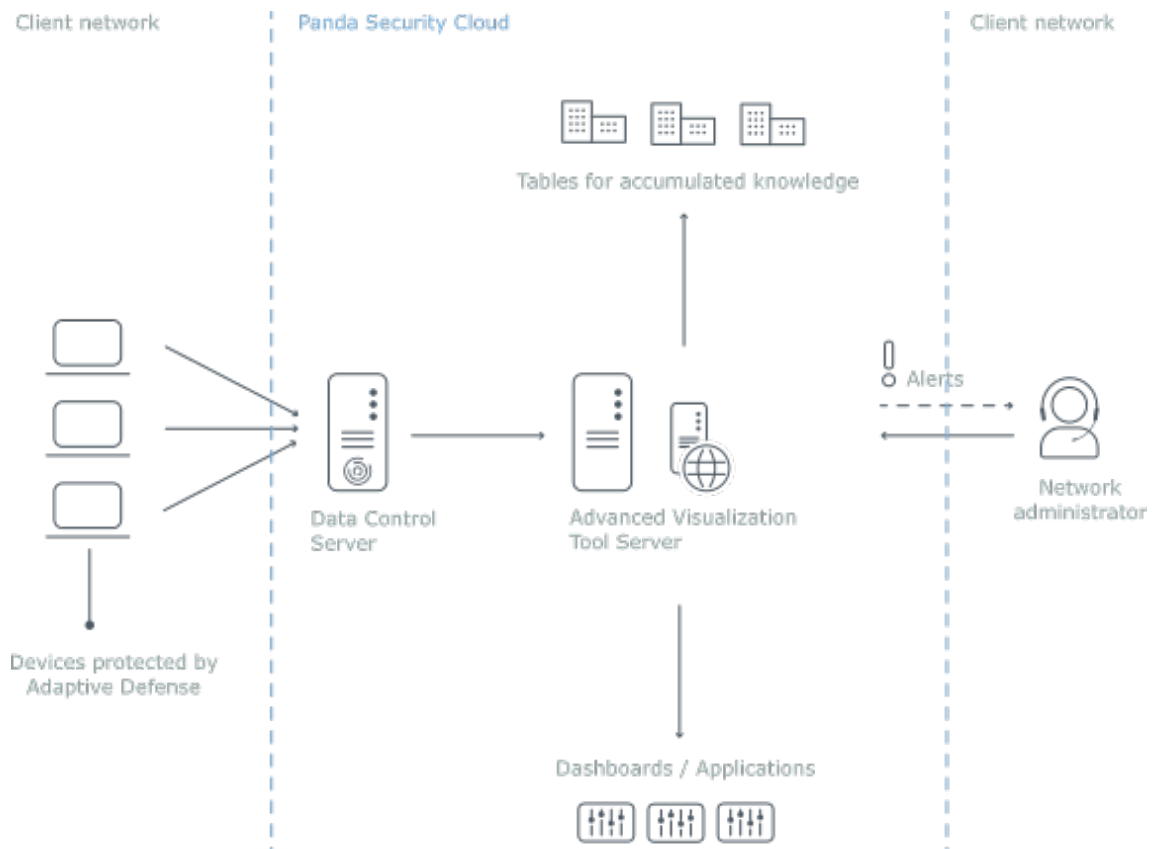 Client network
Panda Security Cloud
Client network
Tables for accumulated knowledge
Alerts
Data Control
Server
Advanced Visualization
Tool Server
Network
administrator
Devices protected by
Adaptive Defense
Dashboards / Applications